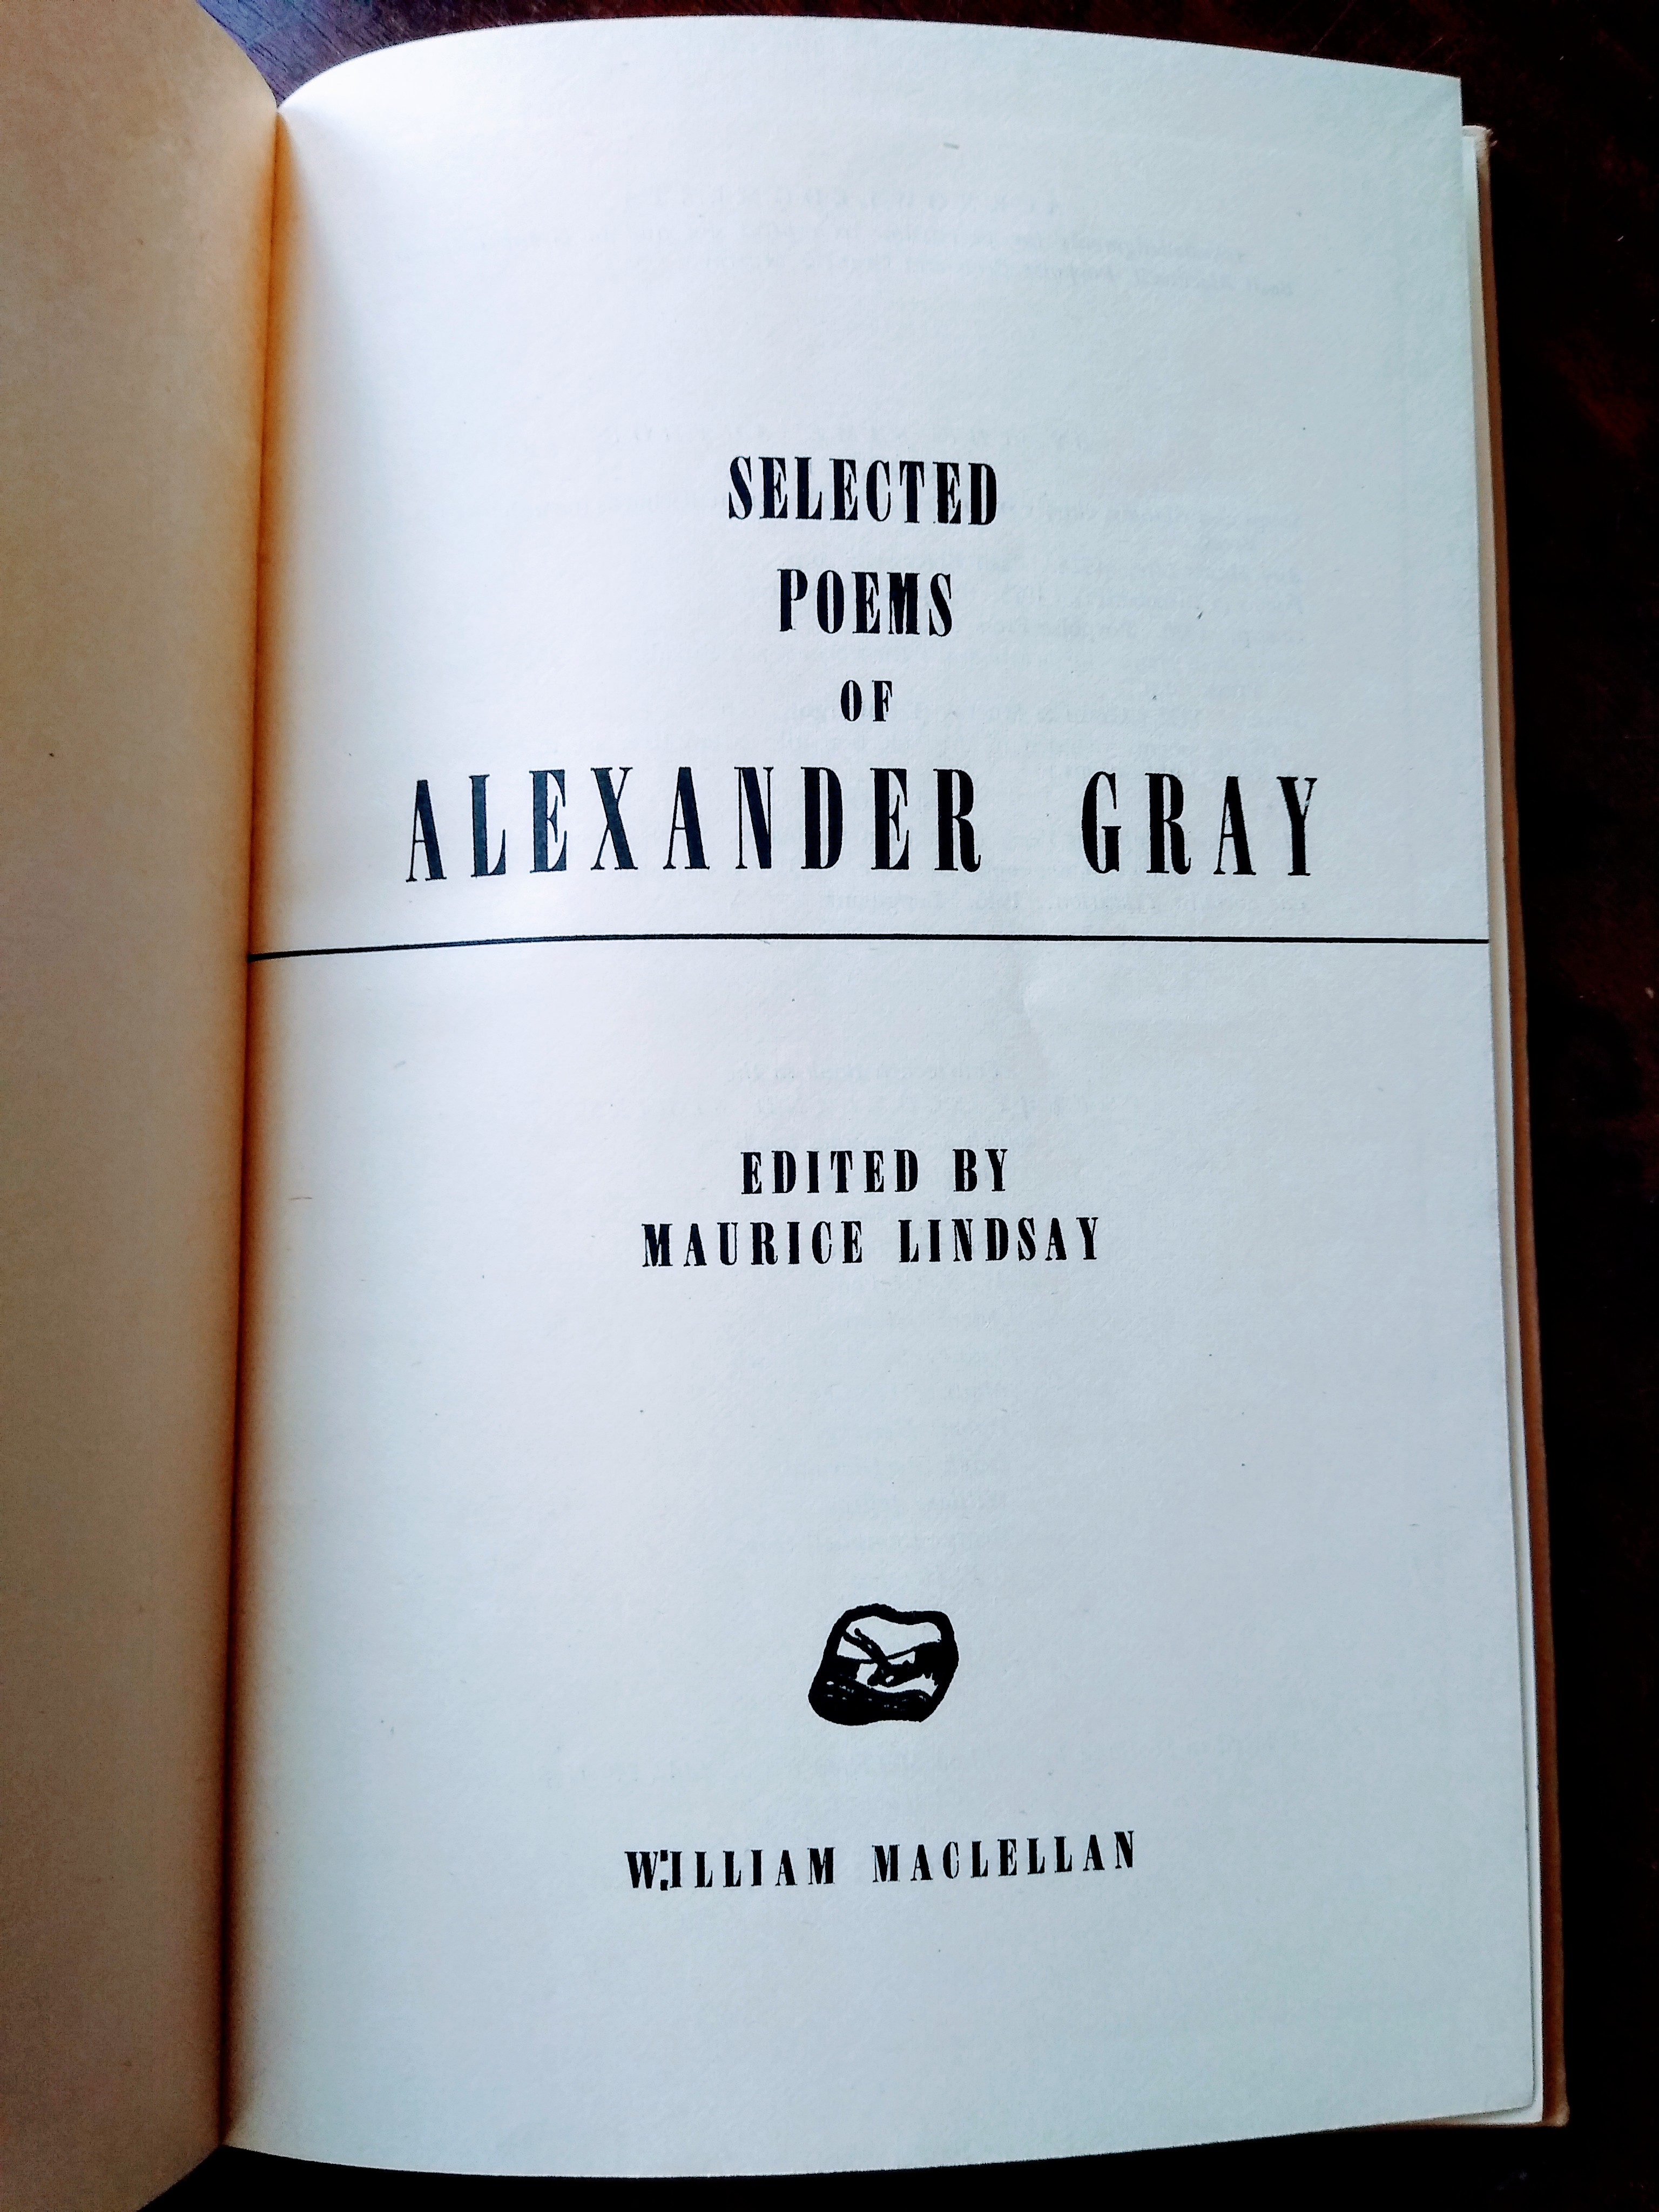 SELECTED
POEMS
OF
ALEXANDER GRAY
EDITED BY
MAURICE LINDSAY
WILLIAM MACLELLAN